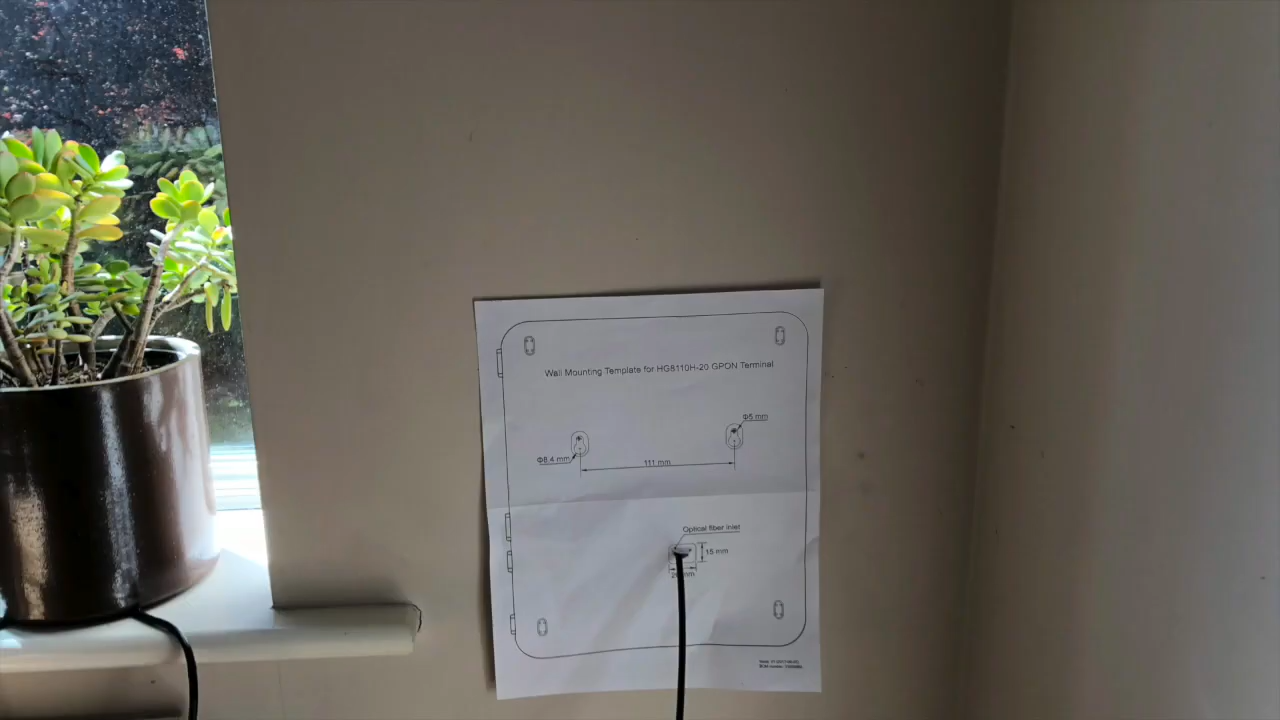 Wall Mounting Template for HG8110H-20 GPON Terminal
Φ5 mm
Φ8.4 mm
111 mm
Optical fiber inlet
15 mm
mm